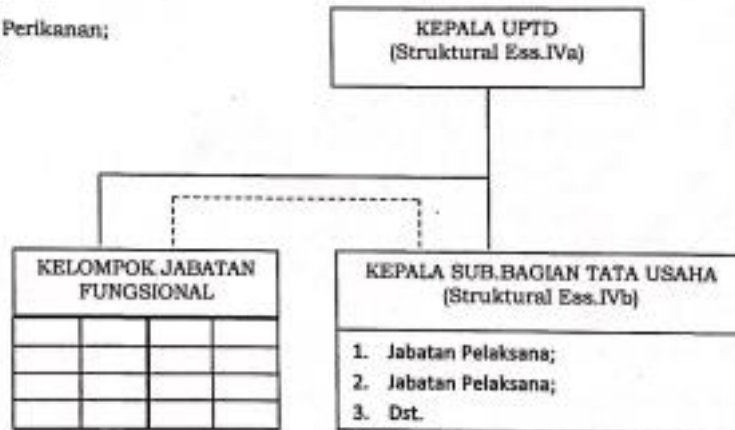 Perikanan;
KEPALA UPTD
(Struktural Ess.IVa)
KELOMPOK JABATAN
FUNGSIONAL
KEPALA SUB.BAGIAN TATA USAHA
(Struktural Ess.IVb)
1. Jabatan Pelaksana;
2. Jabatan Pelaksana;
3. Dst.